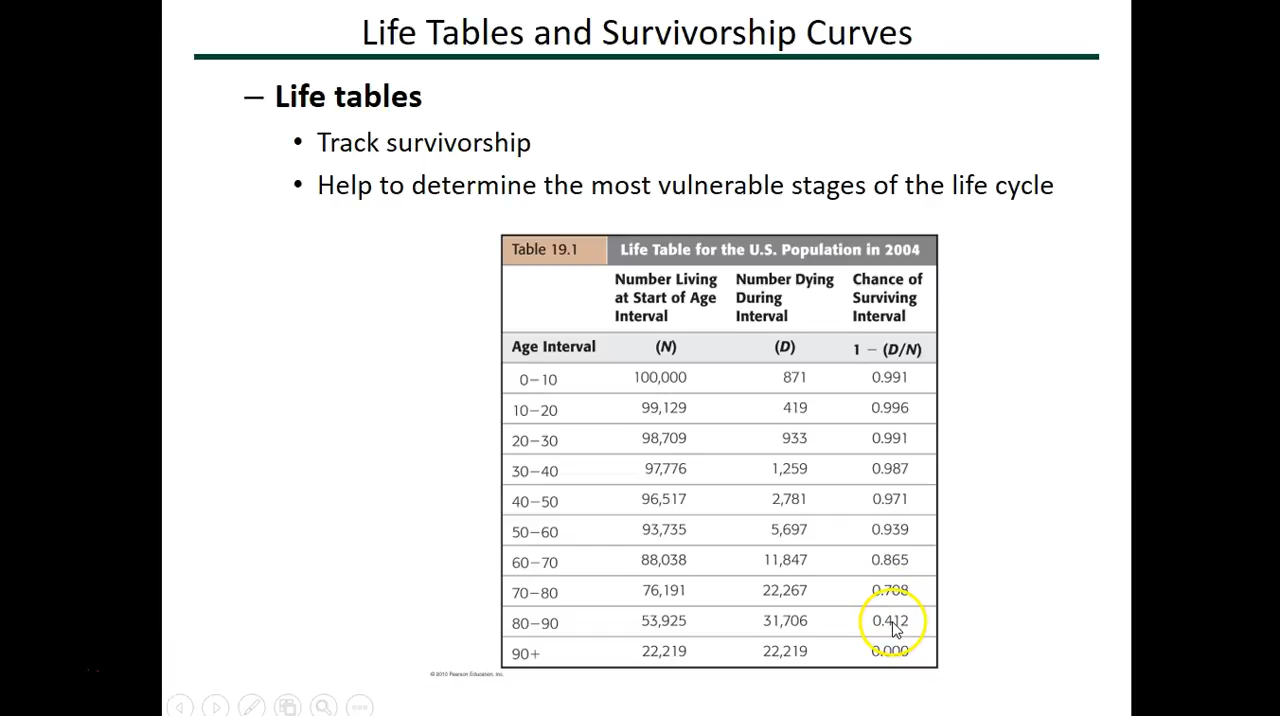 Life Tables and Survivorship Curves
– Life tables
• Track survivorship
• Help to determine the most vulnerable stages of the life cycle
Table 19.1 Life Table for the U.S. Population in 2004
Number Living Number Dying Chance of
at Start of Age During Surviving
Interval Interval Interval
Age Interval (N) (D) 1 − (D/N)
0−10 100,000 871 0.991
10−20 99,129 419 0.996
20−30 98,709 933 0.991
30−40 97,776 1,259 0.987
40−50 96,517 2,781 0.971
50−60 93,735 5,697 0.939
60−70 88,038 11,847 0.865
70−80 76,191 22,267 0.708
80−90 53,925 31,706 0.412
90+ 22,219 22,219 0.000
© 2010 Pearson Education, Inc.